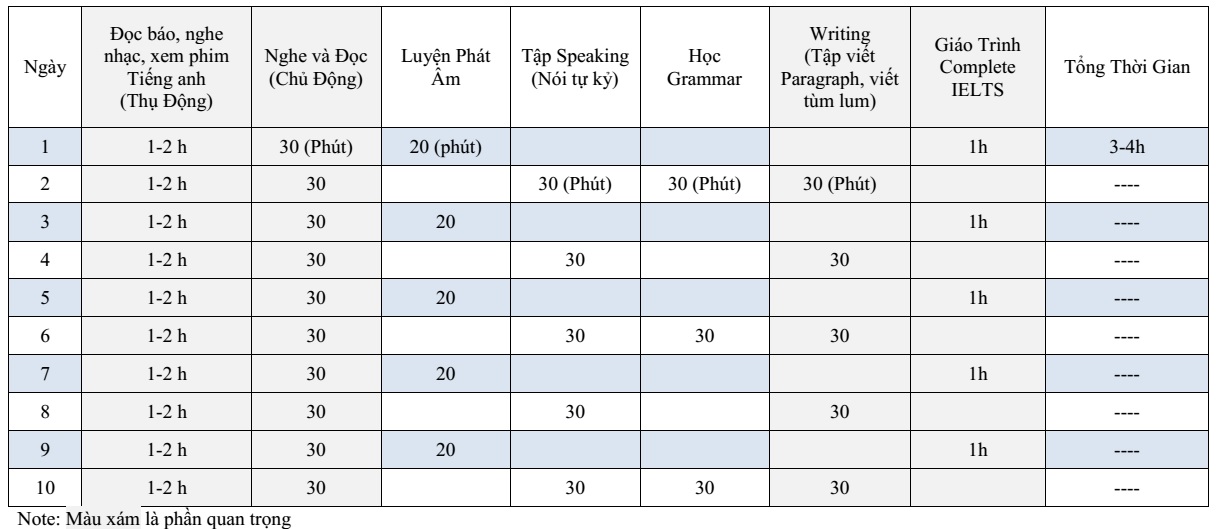 Ngày
Đọc báo, nghe
nhạc, xem phim
Tiếng anh
(Thụ Động)
Nghe và Đọc
(Chủ Động)
Luyện Phát
Âm
Tập Speaking
(Nói tự kỷ)
Học
Grammar
Writing
(Tập viết
Paragraph, viết
tùm lum)
Giáo Trình
Complete
IELTS
Tổng Thời Gian
1 1-2 h 30 (Phút) 20 (phút) 1h 3-4h
2 1-2 h 30 30 (Phút) 30 (Phút) 30 (Phút) ----
3 1-2 h 30 20 1h ----
4 1-2 h 30 30 30 ----
5 1-2 h 30 20 1h ----
6 1-2 h 30 30 30 30 ----
7 1-2 h 30 20 1h ----
8 1-2 h 30 30 30 ----
9 1-2 h 30 20 1h ----
10 1-2 h 30 30 30 30 ----
Note: Màu xám là phần quan trọng